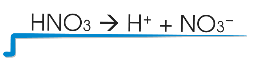 HNO₃ → H⁺ + NO₃⁻